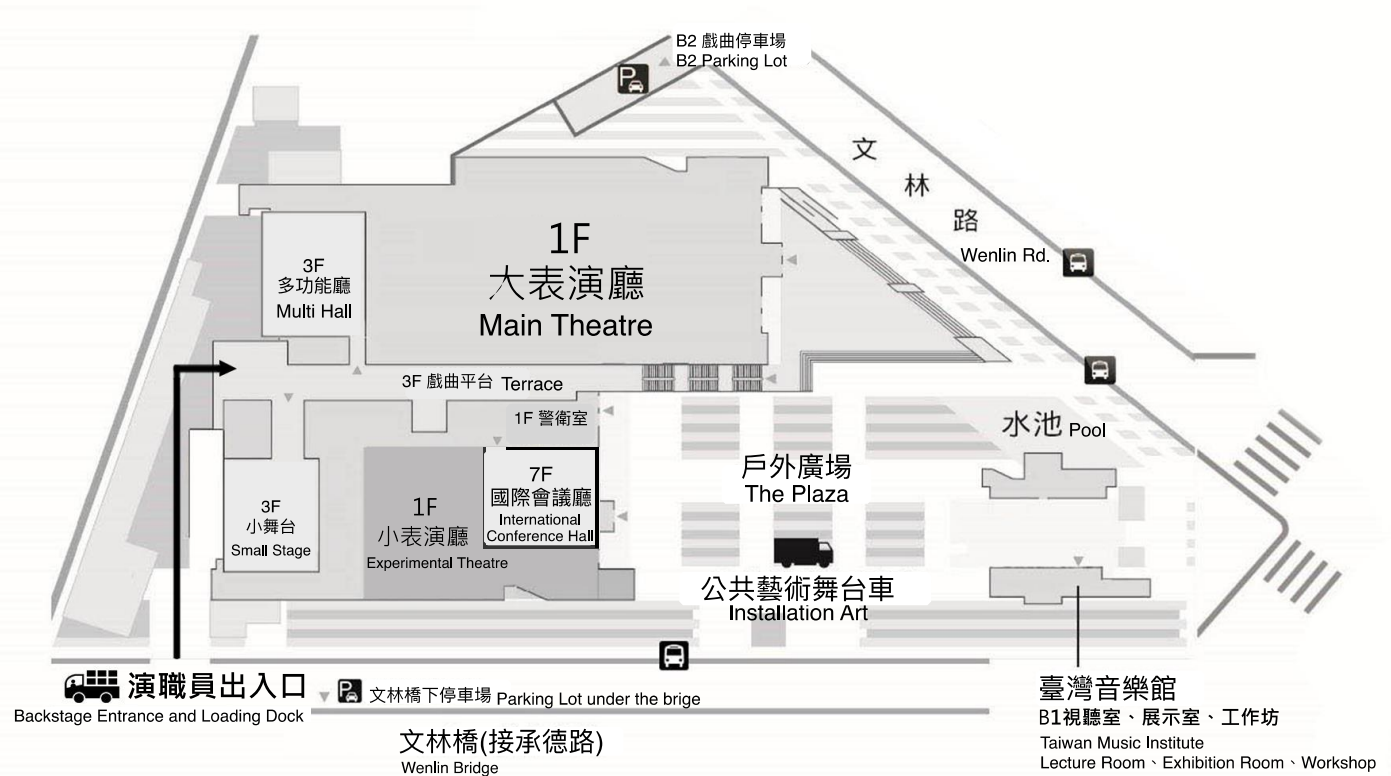 B2 戲曲停車場
B2 Parking Lot
文
林
路
Wenlin Rd.
1F
大表演廳
Main Theatre
3F
多功能廳
Multi Hall
3F 戲曲平台 Terrace
1F 警衛室
水池 Pool
戶外廣場
The Plaza
7F
國際會議廳
International
Conference Hall
1F
小表演廳
Experimental Theatre
3F
小舞台
Small Stage
公共藝術舞台車
Installation Art
演職員出入口
Backstage Entrance and Loading Dock
文林橋下停車場 Parking Lot under the brige
文林橋(接承德路)
Wenlin Bridge
臺灣音樂館
B1視聽室、展示室、工作坊
Taiwan Music Institute
Lecture Room、Exhibition Room、Workshop